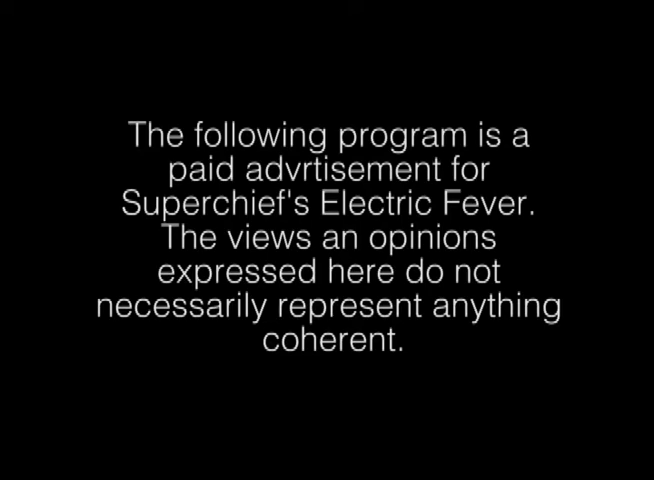 The following program is a
paid advrtisement for
Superchief's Electric Fever.
The views an opinions
expressed here do not
necessarily represent anything
coherent.